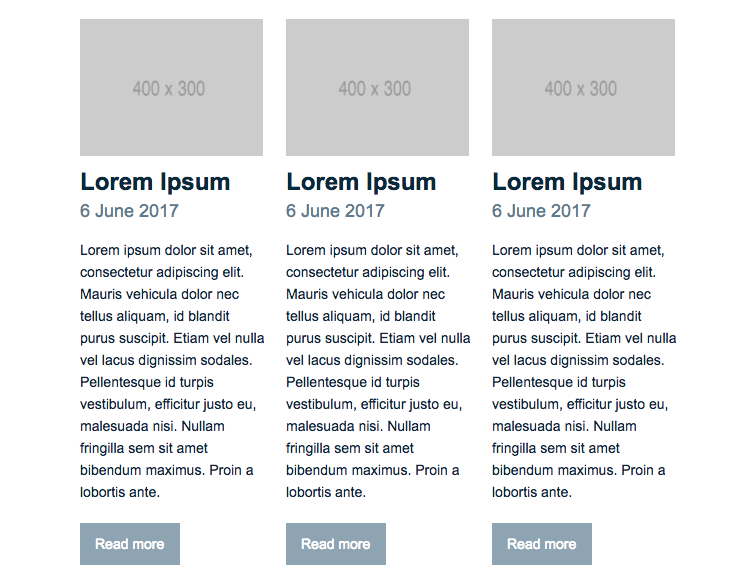 400 x 300
Lorem Ipsum
6 June 2017
Lorem ipsum dolor sit amet,
consectetur adipiscing elit.
Mauris vehicula dolor nec
tellus aliquam, id blandit
purus suscipit. Etiam vel nulla
vel lacus dignissim sodales.
Pellentesque id turpis
vestibulum, efficitur justo eu,
malesuada nisi. Nullam
fringilla sem sit amet
bibendum maximus. Proin a
lobortis ante.
Read more
400 x 300
Lorem Ipsum
6 June 2017
Lorem ipsum dolor sit amet,
consectetur adipiscing elit.
Mauris vehicula dolor nec
tellus aliquam, id blandit
purus suscipit. Etiam vel nulla
vel lacus dignissim sodales.
Pellentesque id turpis
vestibulum, efficitur justo eu,
malesuada nisi. Nullam
fringilla sem sit amet
bibendum maximus. Proin a
lobortis ante.
Read more
400 x 300
Lorem Ipsum
6 June 2017
Lorem ipsum dolor sit amet,
consectetur adipiscing elit.
Mauris vehicula dolor nec
tellus aliquam, id blandit
purus suscipit. Etiam vel nulla
vel lacus dignissim sodales.
Pellentesque id turpis
vestibulum, efficitur justo eu,
malesuada nisi. Nullam
fringilla sem sit amet
bibendum maximus. Proin a
lobortis ante.
Read more